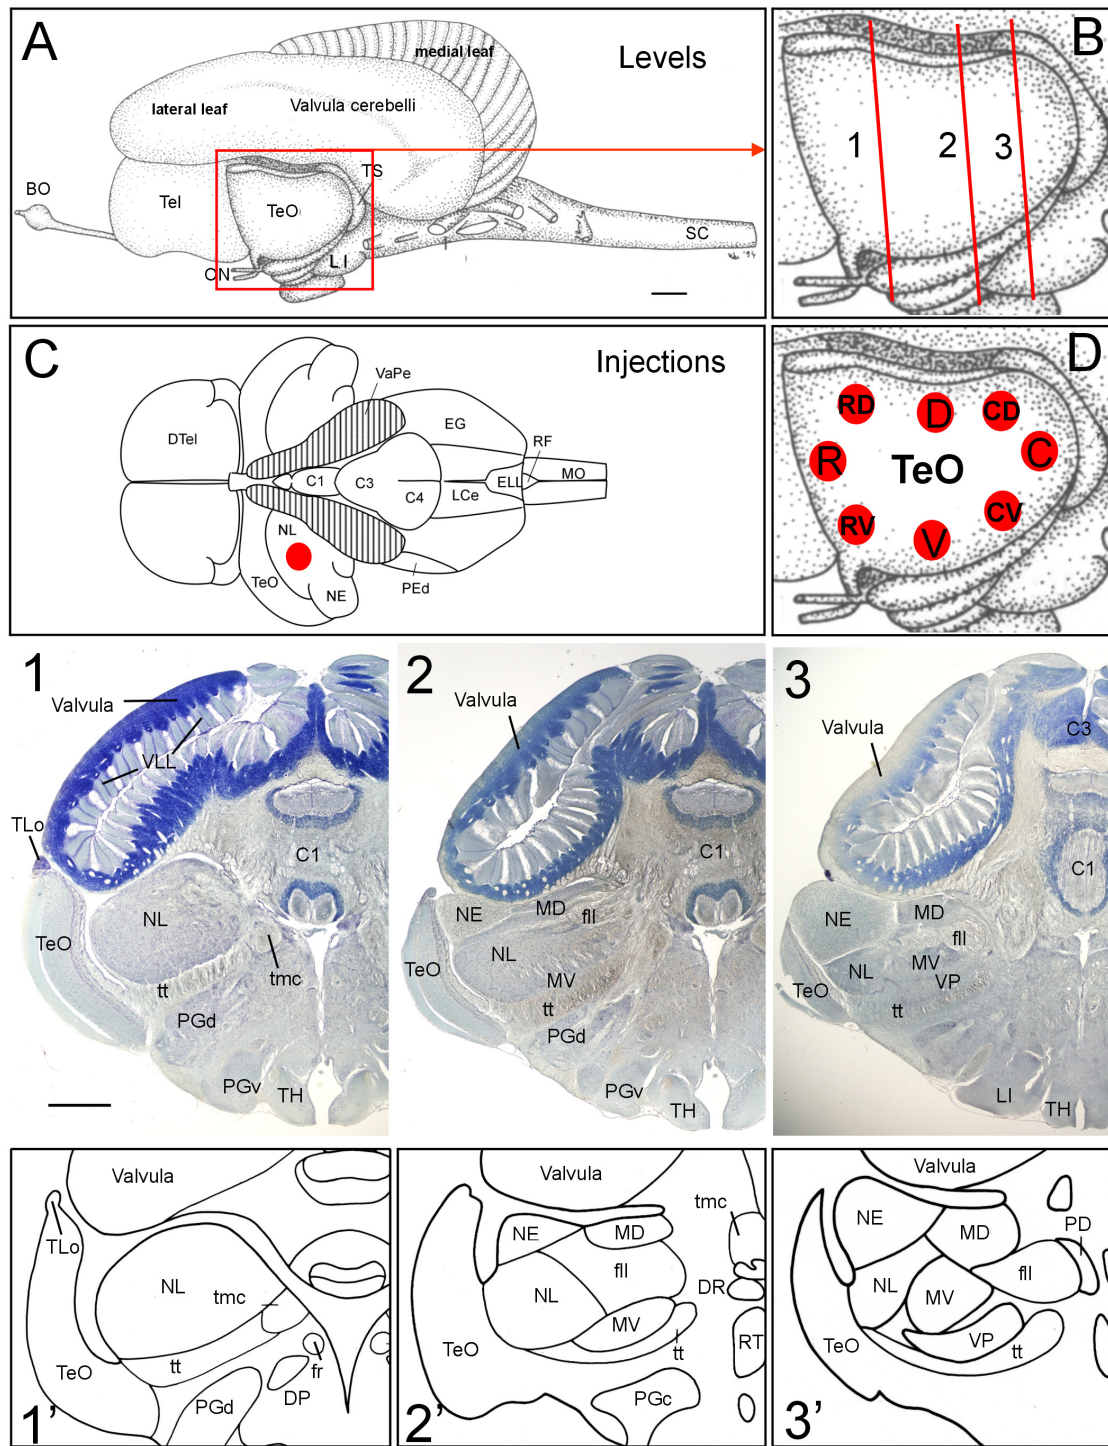 A
Levels
medial leaf
lateral leaf
Valvula cerebelli
BO
Tel
TeO
TS
ON
L I
SC
B
1
2
3
C
Injections
VaPe
DTel
EG
RF
C1
C3
C4
LCe
ELL
MO
NL
TeO
NE
PEd
D
RD
D
CD
R
TeO
C
RV
V
CV
1
Valvula
VLL
TLo
C1
NL
TeO
tmc
tt
PGd
PGv
TH
2
Valvula
C1
NE
MD
fll
NL
TeO
MV
tt
PGd
PGv
TH
3
Valvula
C3
C1
NE
MD
fll
NL
MV
VP
TeO
tt
LI
TH
Valvula
TLo
NL
tmc
tt
TeO
fr
DP
PGd
1’
Valvula
NE
MD
tmc
fll
NL
DR
MV
tt
RT
TeO
PGc
2’
Valvula
NE
MD
PD
fll
NL
MV
VP
tt
TeO
3’